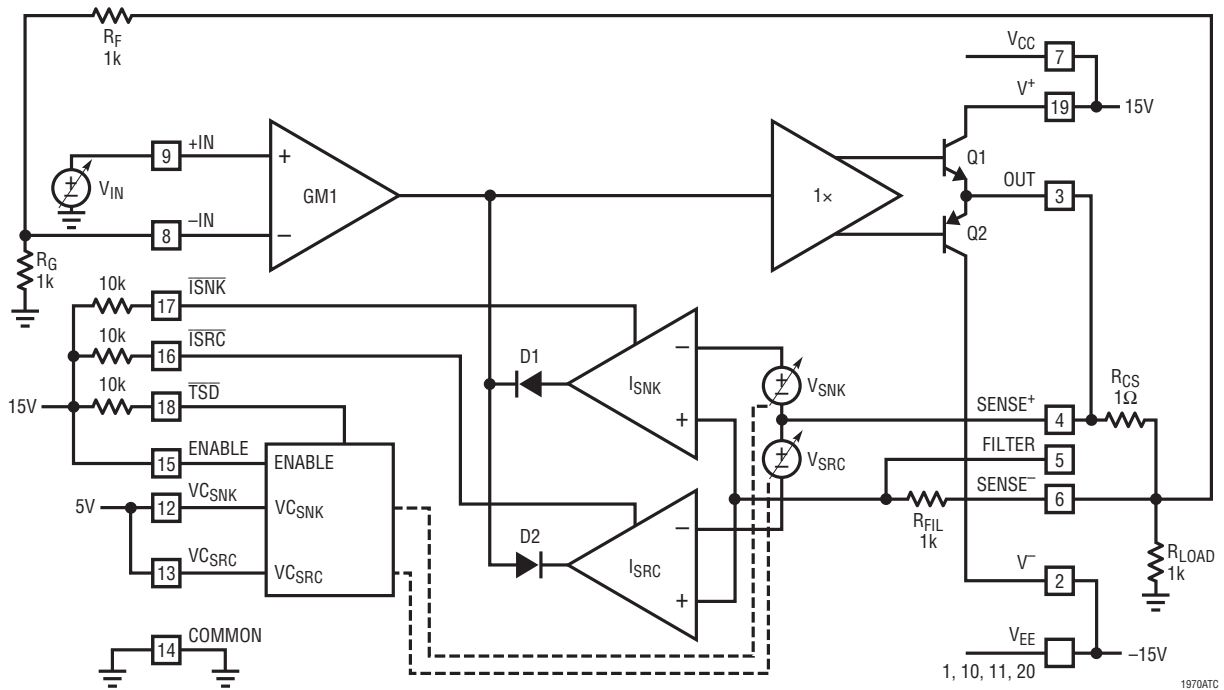 RF
1k
VCC
7
V+
19
15V
9
+IN
+
GM1
1×
Q1
OUT
3
VIN
8
–IN
–
Q2
RG
1k
10k
17
ISNK
10k
16
ISRC
D1
–
ISNK
VSNK
RCS
1Ω
10k
18
TSD
15V
+
SENSE+
4
15
ENABLE
ENABLE
VSRC
FILTER
5
5V
12
VCSNK
VCSNK
SENSE–
6
D2
–
RFIL
1k
13
VCSRC
VCSRC
ISRC
RLOAD
1k
+
V–
2
14
COMMON
VEE
–15V
1, 10, 11, 20
1970ATC